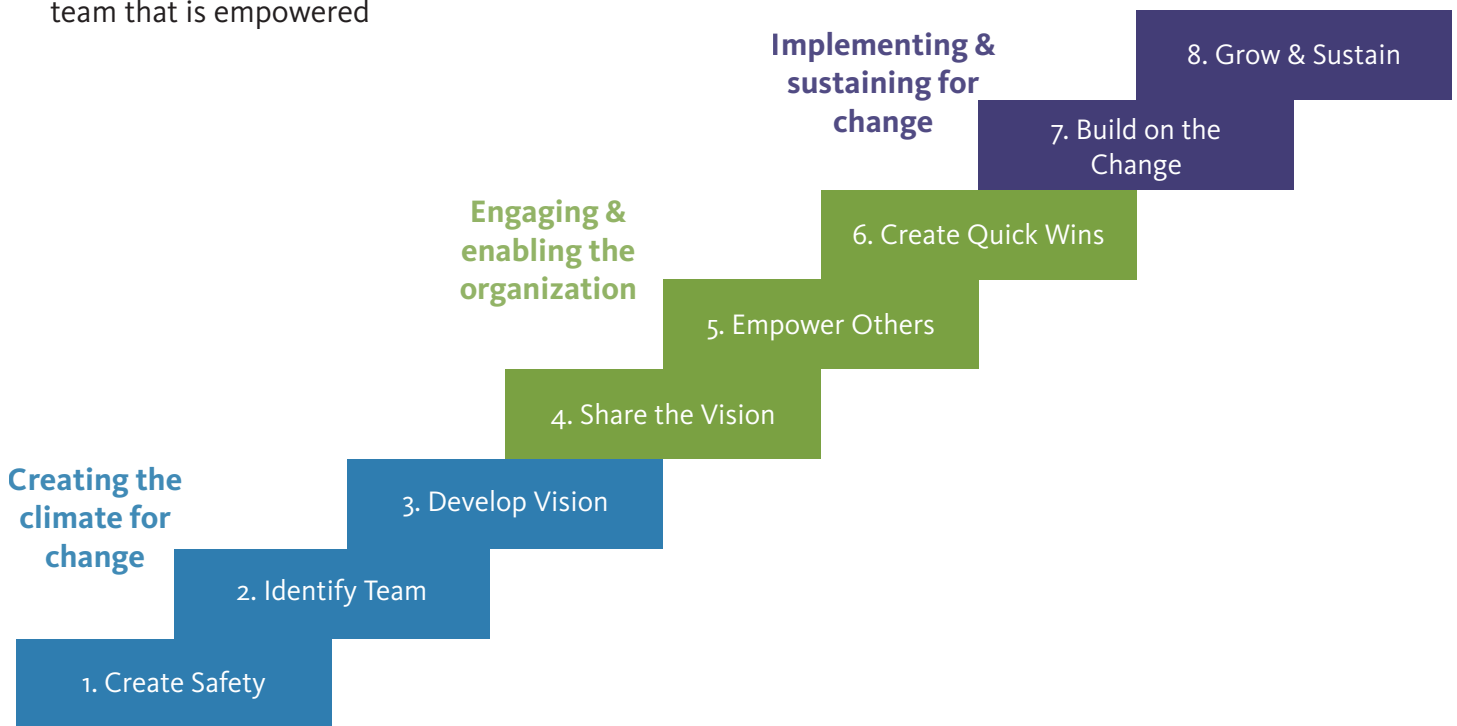 team that is empowered
Implementing &
sustaining for
change
8. Grow & Sustain
7. Build on the
Change
Engaging &
enabling the
organization
6. Create Quick Wins
5. Empower Others
4. Share the Vision
Creating the
climate for
change
3. Develop Vision
2. Identify Team
1. Create Safety